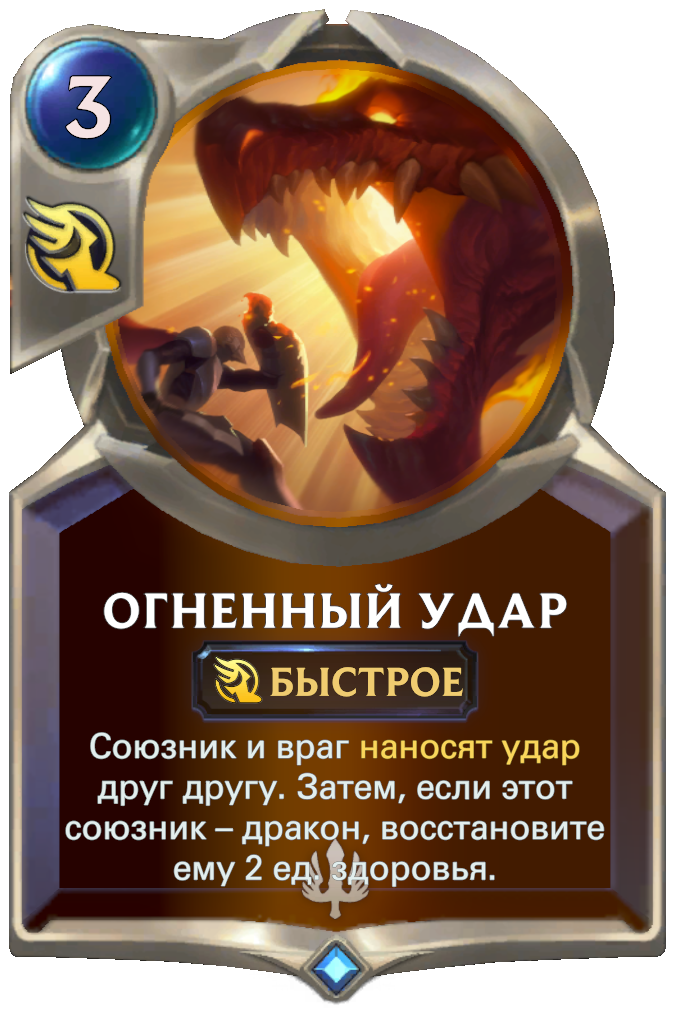 3
ОГНЕННЫЙ УДАР
БЫСТРОЕ
Союзник и враг наносят удар
друг другу. Затем, если этот
союзник – дракон, восстановите
ему 2 ед. здоровья.